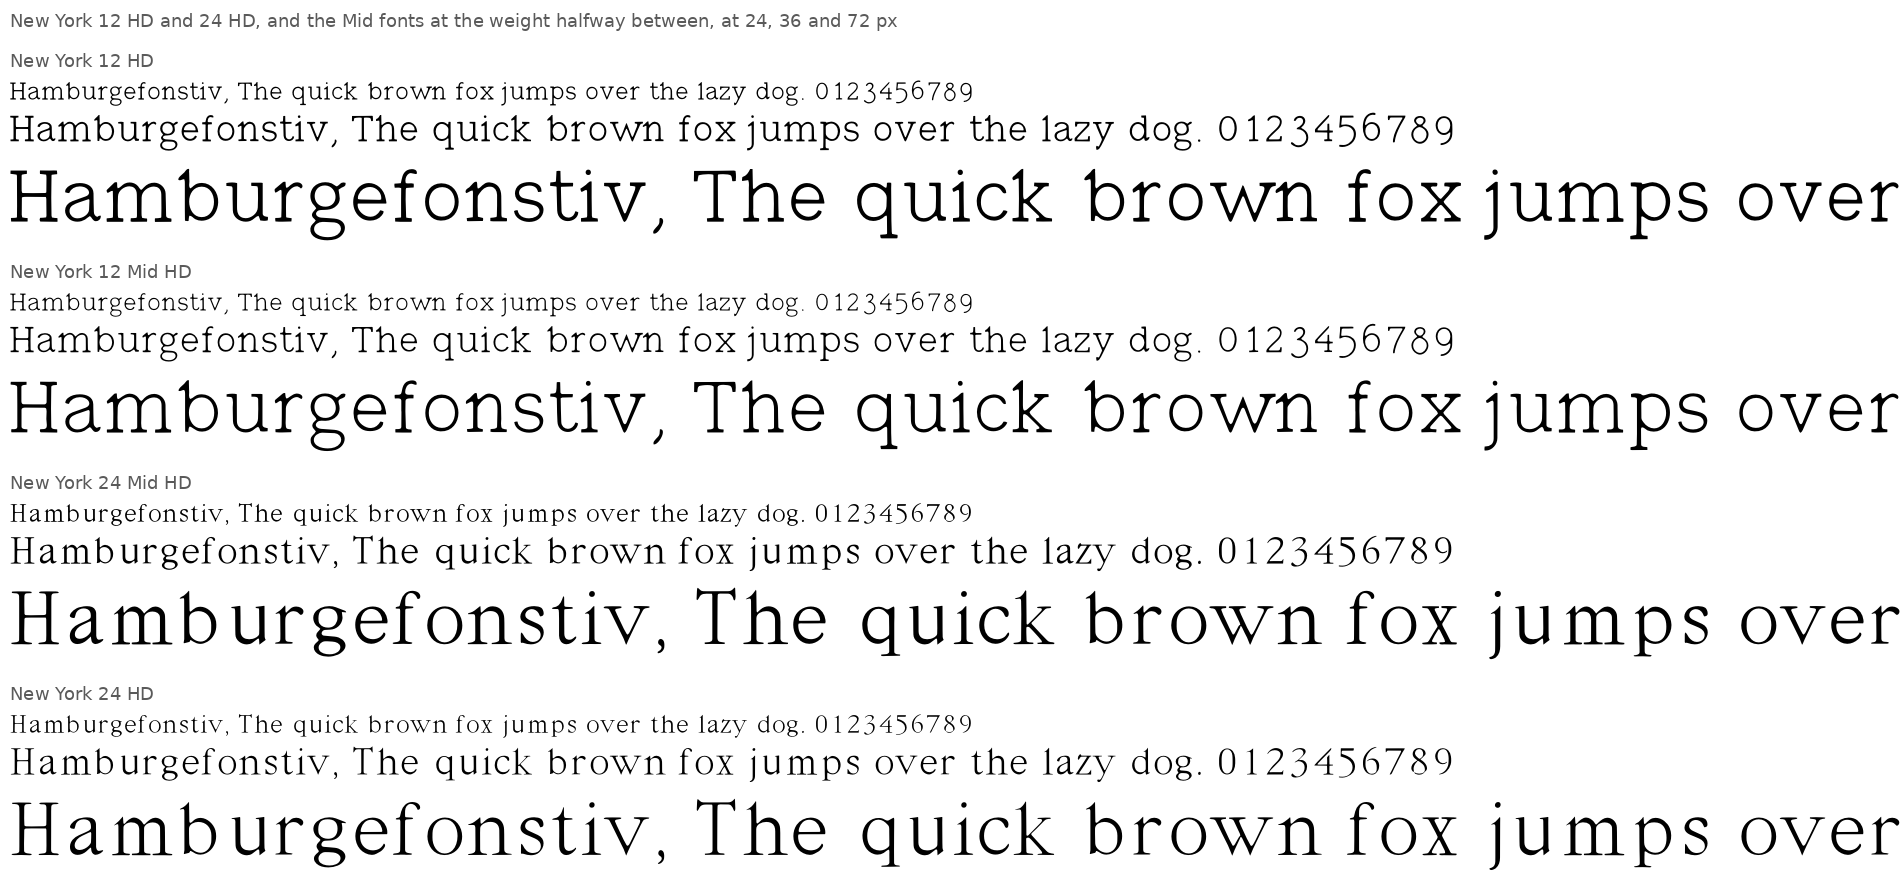 New York 12 HD and 24 HD, and the Mid fonts at the weight halfway between, at 24, 36 and 72 px
New York 12 HD
Hamburgefonstiv, The quick brown fox jumps over the lazy dog. 0123456789
Hamburgefonstiv, The quick brown fox jumps over the lazy dog. 0123456789
Hamburgefonstiv, The quick brown fox jumps over
New York 12 Mid HD
Hamburgefonstiv, The quick brown fox jumps over the lazy dog. 0123456789
Hamburgefonstiv, The quick brown fox jumps over the lazy dog. 0123456789
Hamburgefonstiv, The quick brown fox jumps over
New York 24 Mid HD
Hamburgefonstiv, The quick brown fox jumps over the lazy dog. 0123456789
Hamburgefonstiv, The quick brown fox jumps over the lazy dog. 0123456789
Hamburgefonstiv, The quick brown fox jumps over
New York 24 HD
Hamburgefonstiv, The quick brown fox jumps over the lazy dog. 0123456789
Hamburgefonstiv, The quick brown fox jumps over the lazy dog. 0123456789
Hamburgefonstiv, The quick brown fox jumps over